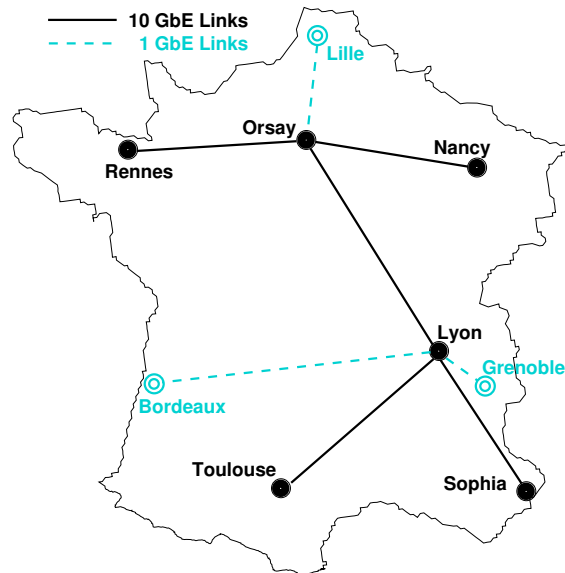 10 GbE Links
1 GbE Links
Lille
Orsay
Nancy
Rennes
Lyon
Grenoble
Bordeaux
Toulouse
Sophia